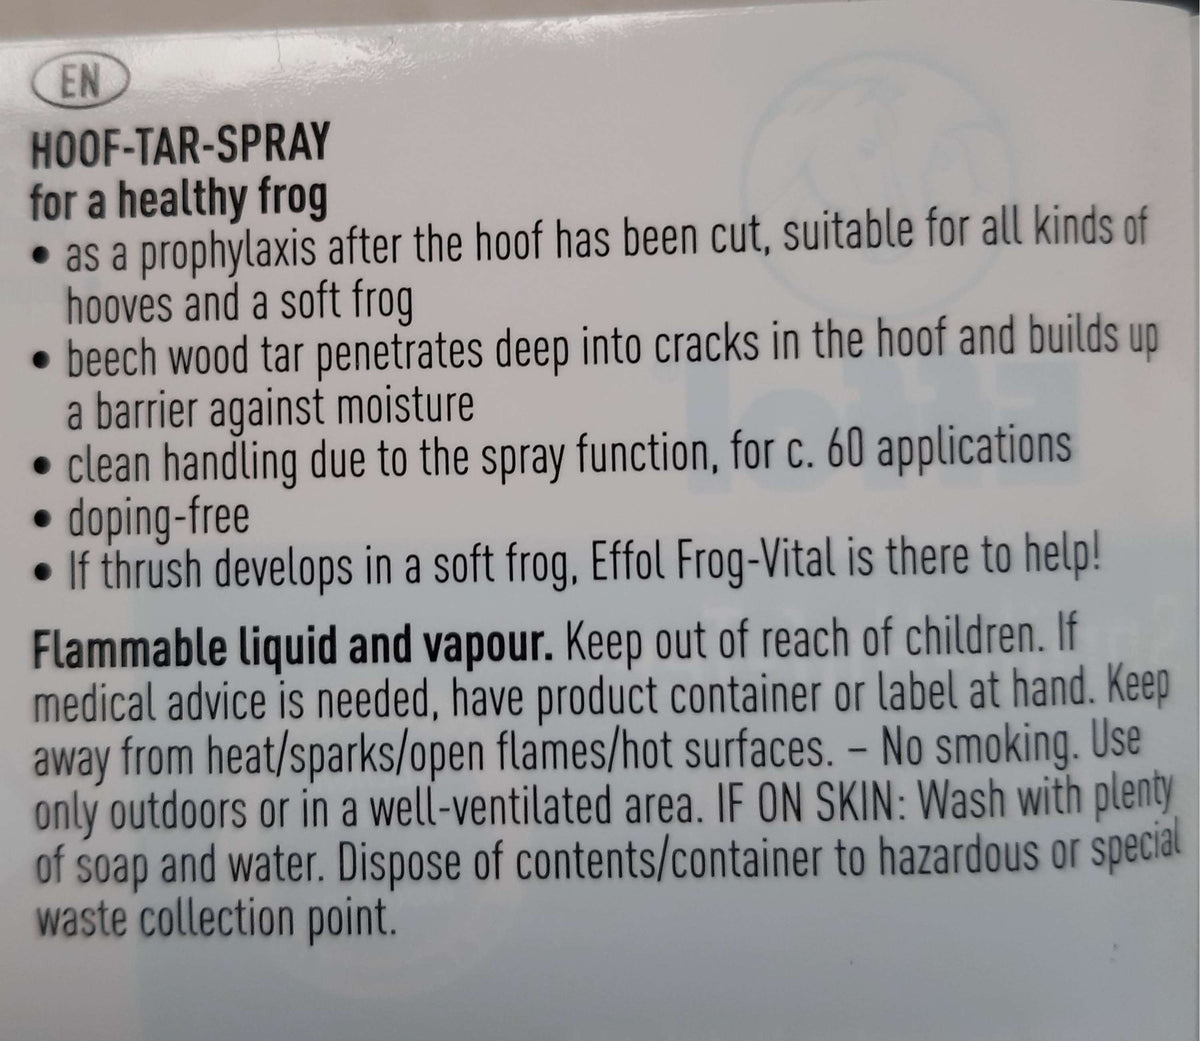 EN
HOOF-TAR-SPRAY
for a healthy frog
• as a prophylaxis after the hoof has been cut, suitable for all kinds of
hooves and a soft frog
• beech wood tar penetrates deep into cracks in the hoof and builds up
a barrier against moisture
• clean handling due to the spray function, for c. 60 applications
• doping-free
• If thrush develops in a soft frog, Effol Frog-Vital is there to help!
Flammable liquid and vapour. Keep out of reach of children. If
medical advice is needed, have product container or label at hand. Keep
away from heat/sparks/open flames/hot surfaces. – No smoking. Use
only outdoors or in a well-ventilated area. IF ON SKIN: Wash with plenty
of soap and water. Dispose of contents/container to hazardous or special
waste collection point.